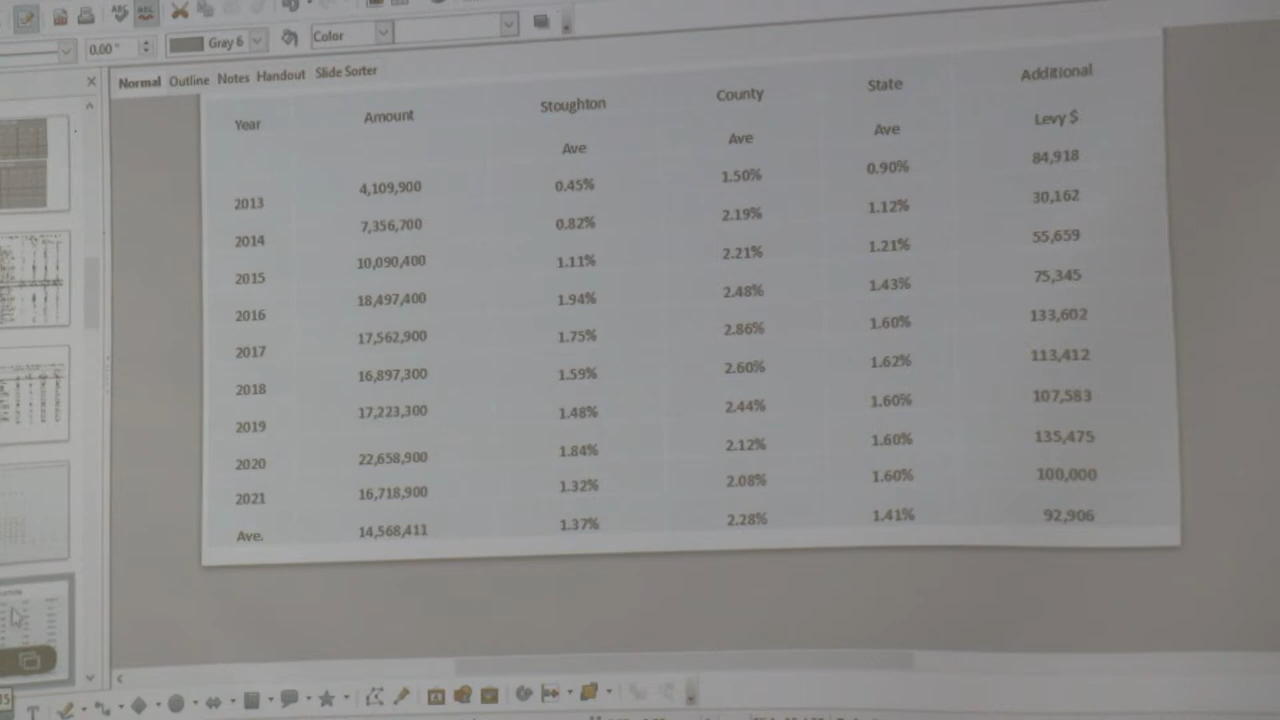 0.00 "
Gray 6
Color
Normal Outline Notes Handout Slide Sorter
Year Amount Stoughton Ave County Ave State Ave Additional Levy $
2013 4,109,900 0.45% 1.50% 0.90% 84,918
2014 7,356,700 0.82% 2.19% 1.12% 30,162
2015 10,090,400 1.11% 2.21% 1.21% 55,659
2016 18,497,400 1.94% 2.48% 1.43% 75,345
2017 17,562,900 1.75% 2.86% 1.60% 133,602
2018 16,897,300 1.59% 2.60% 1.62% 113,412
2019 17,223,300 1.48% 2.44% 1.60% 107,583
2020 22,658,900 1.84% 2.12% 1.60% 135,475
2021 16,718,900 1.32% 2.08% 1.60% 100,000
Ave. 14,568,411 1.37% 2.28% 1.41% 92,906